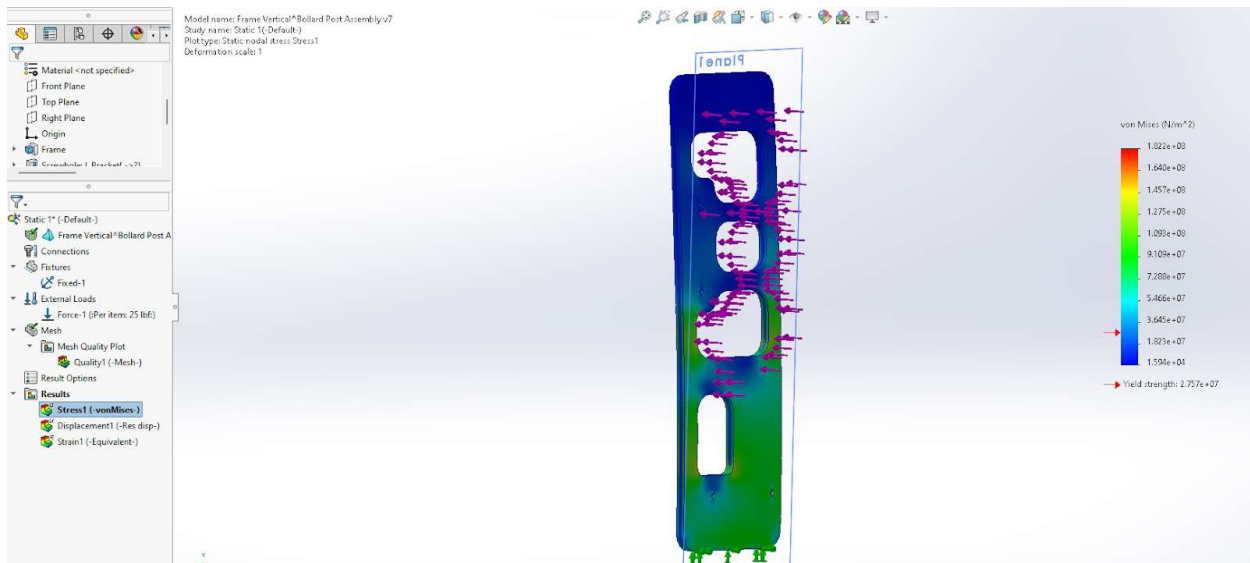 Model name: Frame Vertical^Bollard Post Assembly v7
Study name: Static 1(-Default-)
Plot type: Static nodal stress Stress1
Deformation scale: 1
Material <not specified>
Front Plane
Top Plane
Right Plane
Origin
Frame
Static 1* (-Default-)
Frame Vertical^Bollard Post A
Connections
Fixtures
Fixed-1
External Loads
Force-1 (:Per item: 25 lbf:)
Mesh
Mesh Quality Plot
Quality1 (-Mesh-)
Result Options
Results
Stress1 (-vonMises-)
Displacement1 (-Res disp-)
Strain1 (-Equivalent-)
Plane1
von Mises (N/m^2)
1.822e+08
1.640e+08
1.457e+08
1.275e+08
1.093e+08
9.109e+07
7.288e+07
5.466e+07
3.645e+07
1.823e+07
1.594e+04
Yield strength: 2.757e+07